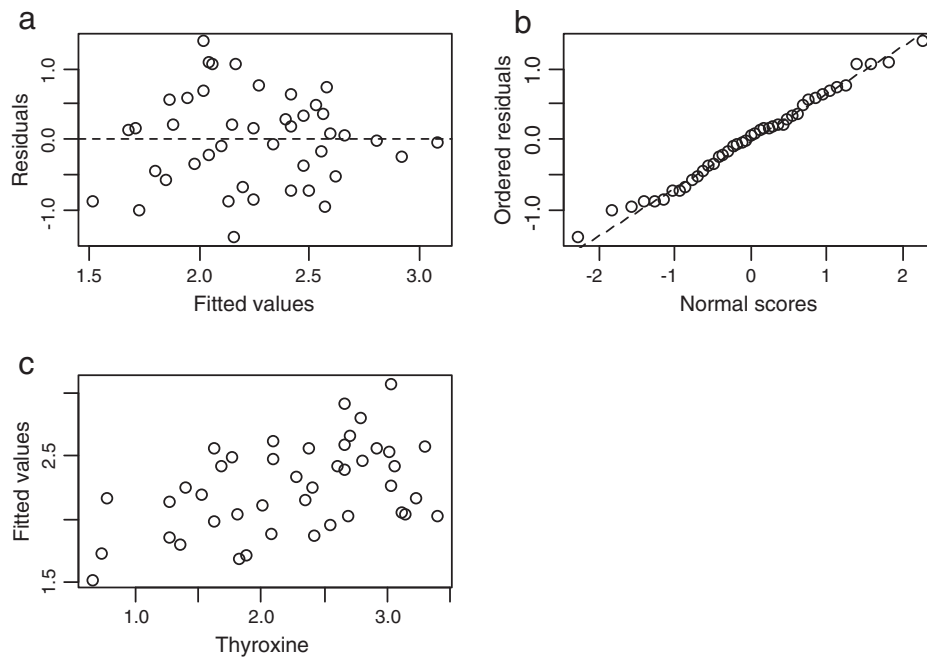 a
Residuals
1.0
0.0
-1.0
1.5 2.0 2.5 3.0
Fitted values
b
Ordered residuals
1.0
0.0
-1.0
-2 -1 0 1 2
Normal scores
c
Fitted values
2.5
1.5
1.0 2.0 3.0
Thyroxine